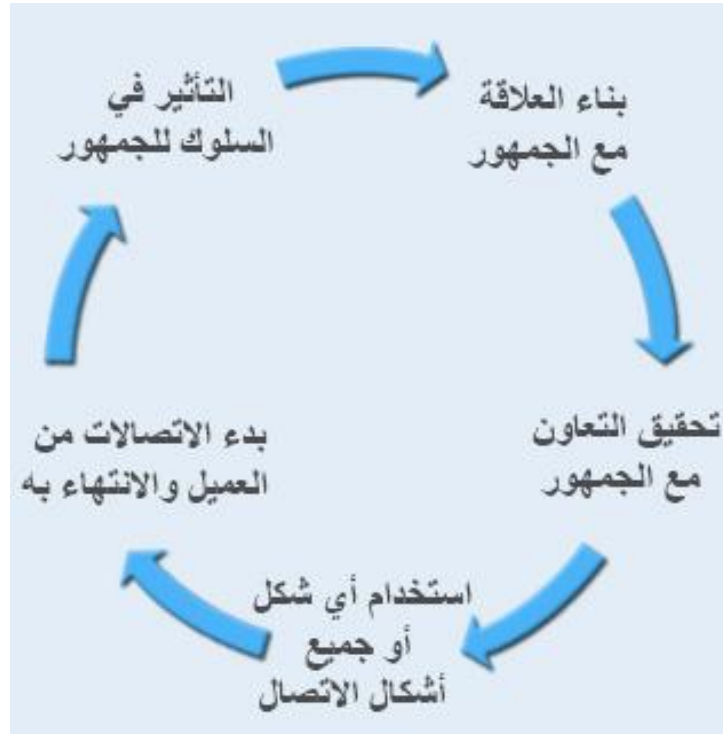 بناء العلاقة
مع الجمهور
تحقيق التعاون
مع الجمهور
استخدام أي شكل
أو جميع
أشكال الاتصال
بدء الاتصالات من
العميل والانتهاء به
التأثير في
السلوك للجمهور